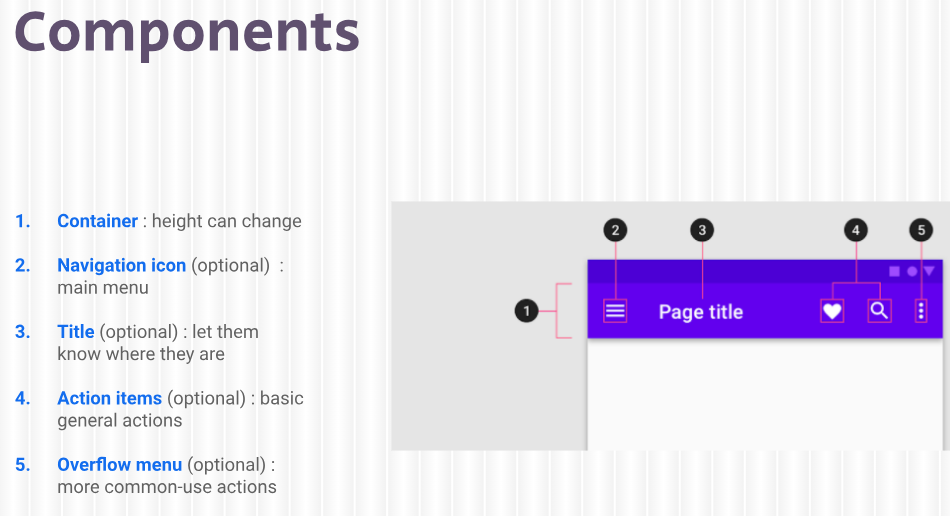 Components
1. Container : height can change
2. Navigation icon (optional)  :
main menu
3. Title (optional) : let them
know where they are
4. Action items (optional) : basic
general actions
5. Overflow menu (optional) :
more common-use actions
2 3 4 5
1 Page title